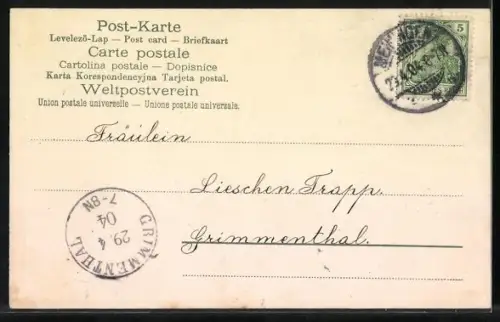 Post-Karte
Levelező-Lap — Post card — Briefkaart
Carte postale
Cartolina postale — Dopisnice
Karta Korespondencyjna Tarjeta postal.
Weltpostverein
Union postale universelle — Unione postale universale.
5
Fräulein
Lieschen Trapp.
Grimmenthal.
GRIMMENTHAL
29.4
04
7-8N